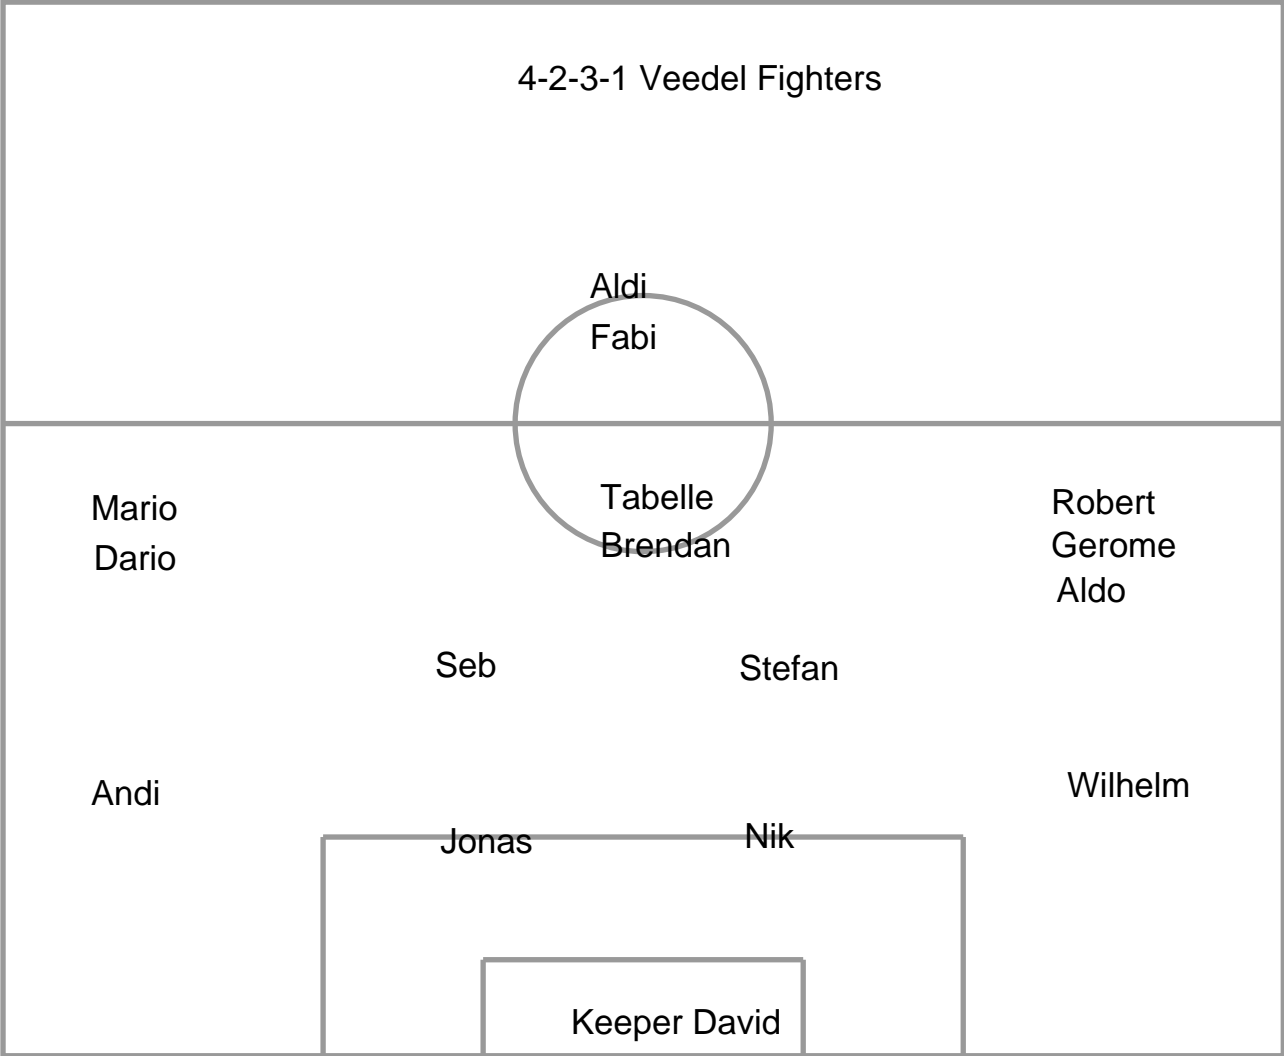 4-2-3-1 Veedel Fighters
Aldi
Fabi
Mario
Dario
Tabelle
Brendan
Robert
Gerome
Aldo
Seb
Stefan
Andi
Wilhelm
Jonas
Nik
Keeper David